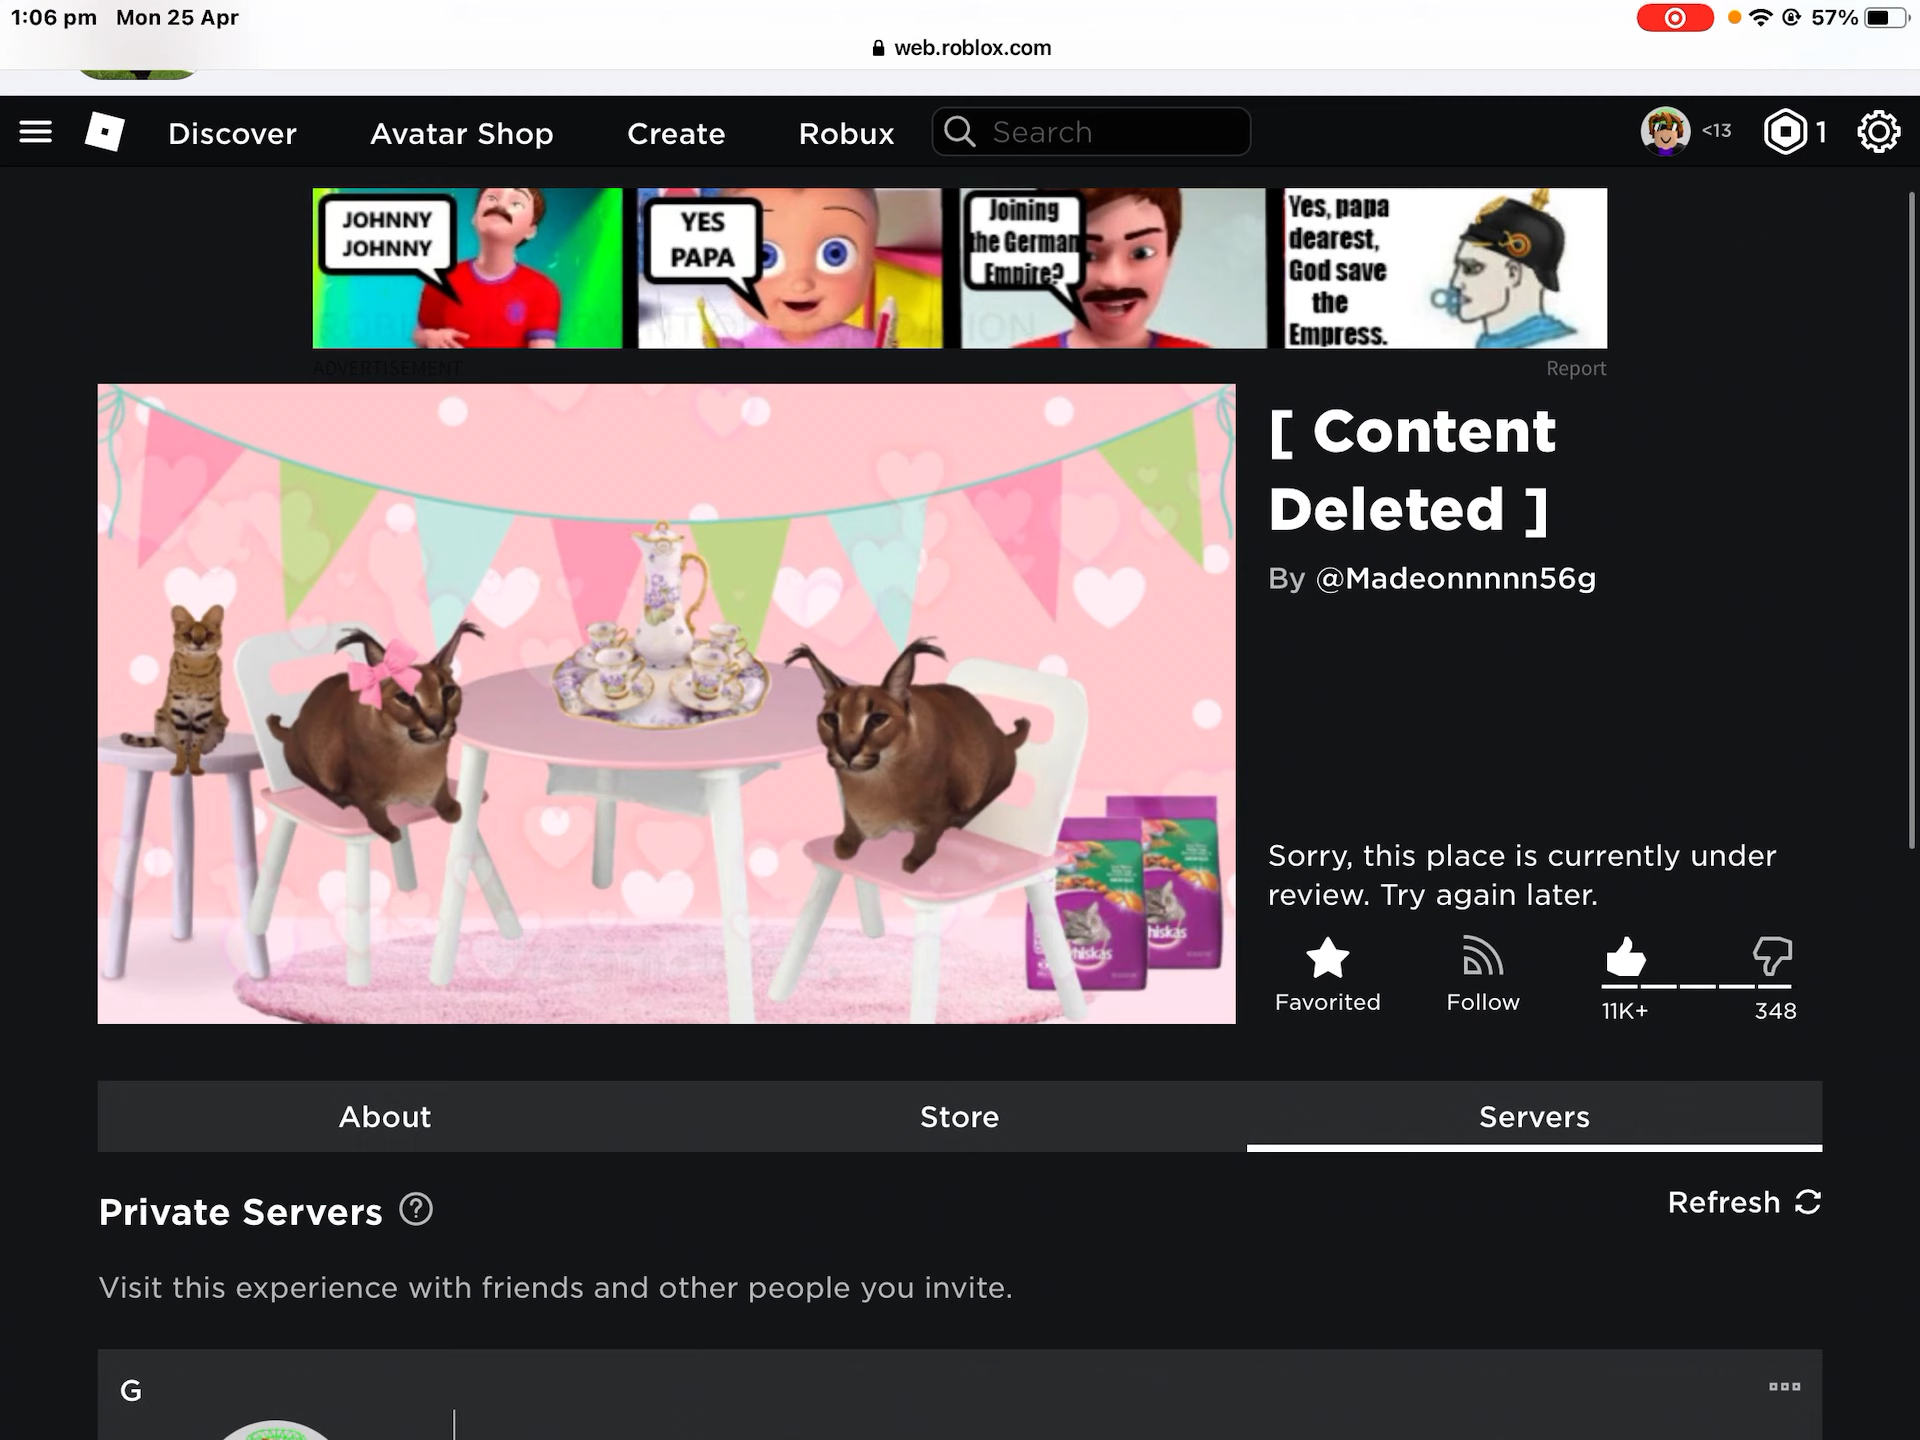 1:06 pm Mon 25 Apr
57%
web.roblox.com
Discover Avatar Shop Create Robux Search <13 1
JOHNNY
JOHNNY
YES
PAPA
Joining
the German
Empire?
Yes, papa
dearest,
God save
the
Empress.
ADVERTISEMENT Report
[ Content
Deleted ]
By @Madeonnnnn56g
hiskas
hiskas
Sorry, this place is currently under
review. Try again later.
Favorited Follow 11K+ 348
About Store Servers
Private Servers ?
Refresh
Visit this experience with friends and other people you invite.
G